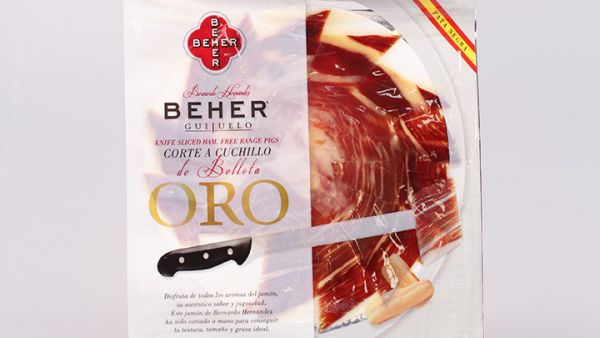 BEHER
BEHER
PATA NEGRA
Bernardo Hernández
BEHER®
GUIJUELO
KNIFE SLICED HAM. FREE RANGE PIGS
CORTE A CUCHILLO
de Bellota
ORO
Disfruta de todos los aromas del jamón,
su auténtico sabor y jugosidad.
Este jamón de Bernardo Hernández
ha sido cortado a mano para conseguir
la textura, tamaño y grasa ideal.